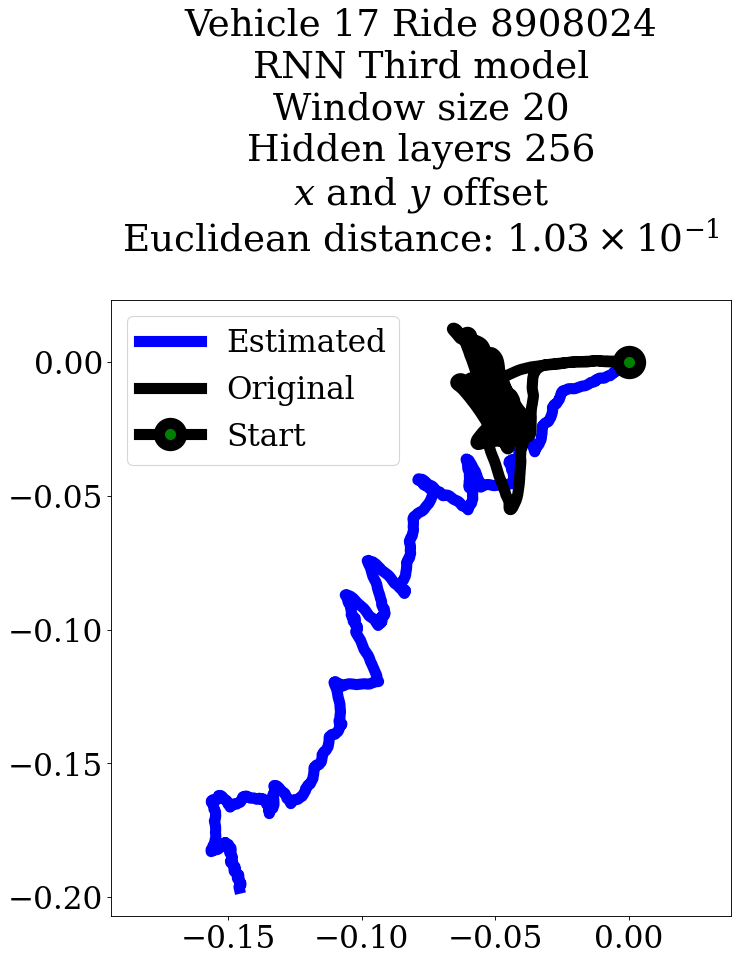 Vehicle 17 Ride 8908024
RNN Third model
Window size 20
Hidden layers 256
x and y offset
Euclidean distance: 1.03 × 10⁻¹
Estimated
Original
Start
0.00
−0.05
−0.10
−0.15
−0.20
−0.15 −0.10 −0.05 0.00